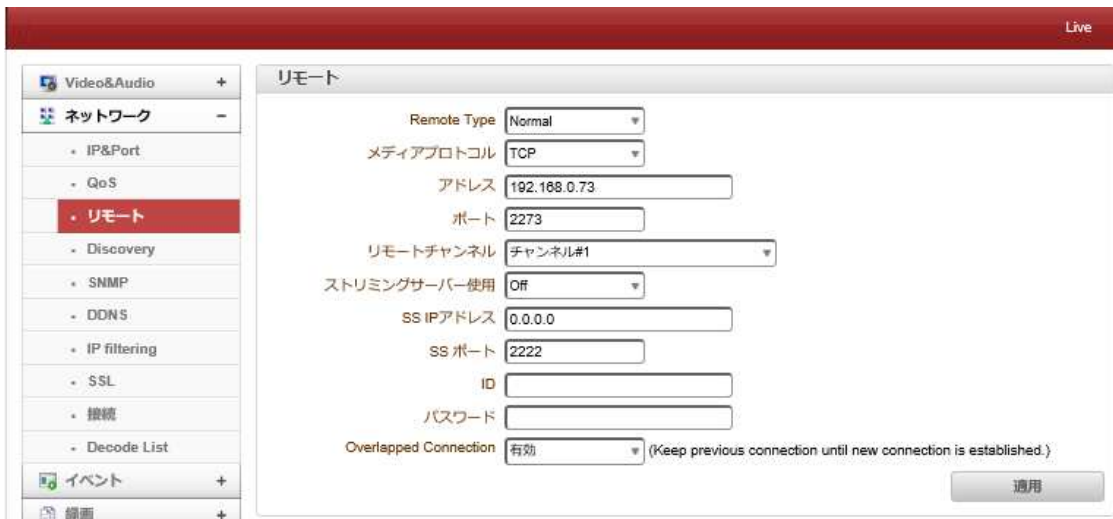 Live
Video&Audio +
ネットワーク -
IP&Port
QoS
リモート
Discovery
SNMP
DDNS
IP filtering
SSL
接続
Decode List
イベント +
録画 +
リモート
Remote Type Normal
メディアプロトコル TCP
アドレス 192.168.0.73
ポート 2273
リモートチャンネル チャンネル#1
ストリミングサーバー使用 Off
SS IPアドレス 0.0.0.0
SS ポート 2222
ID
パスワード
Overlapped Connection 有効 (Keep previous connection until new connection is established.)
適用